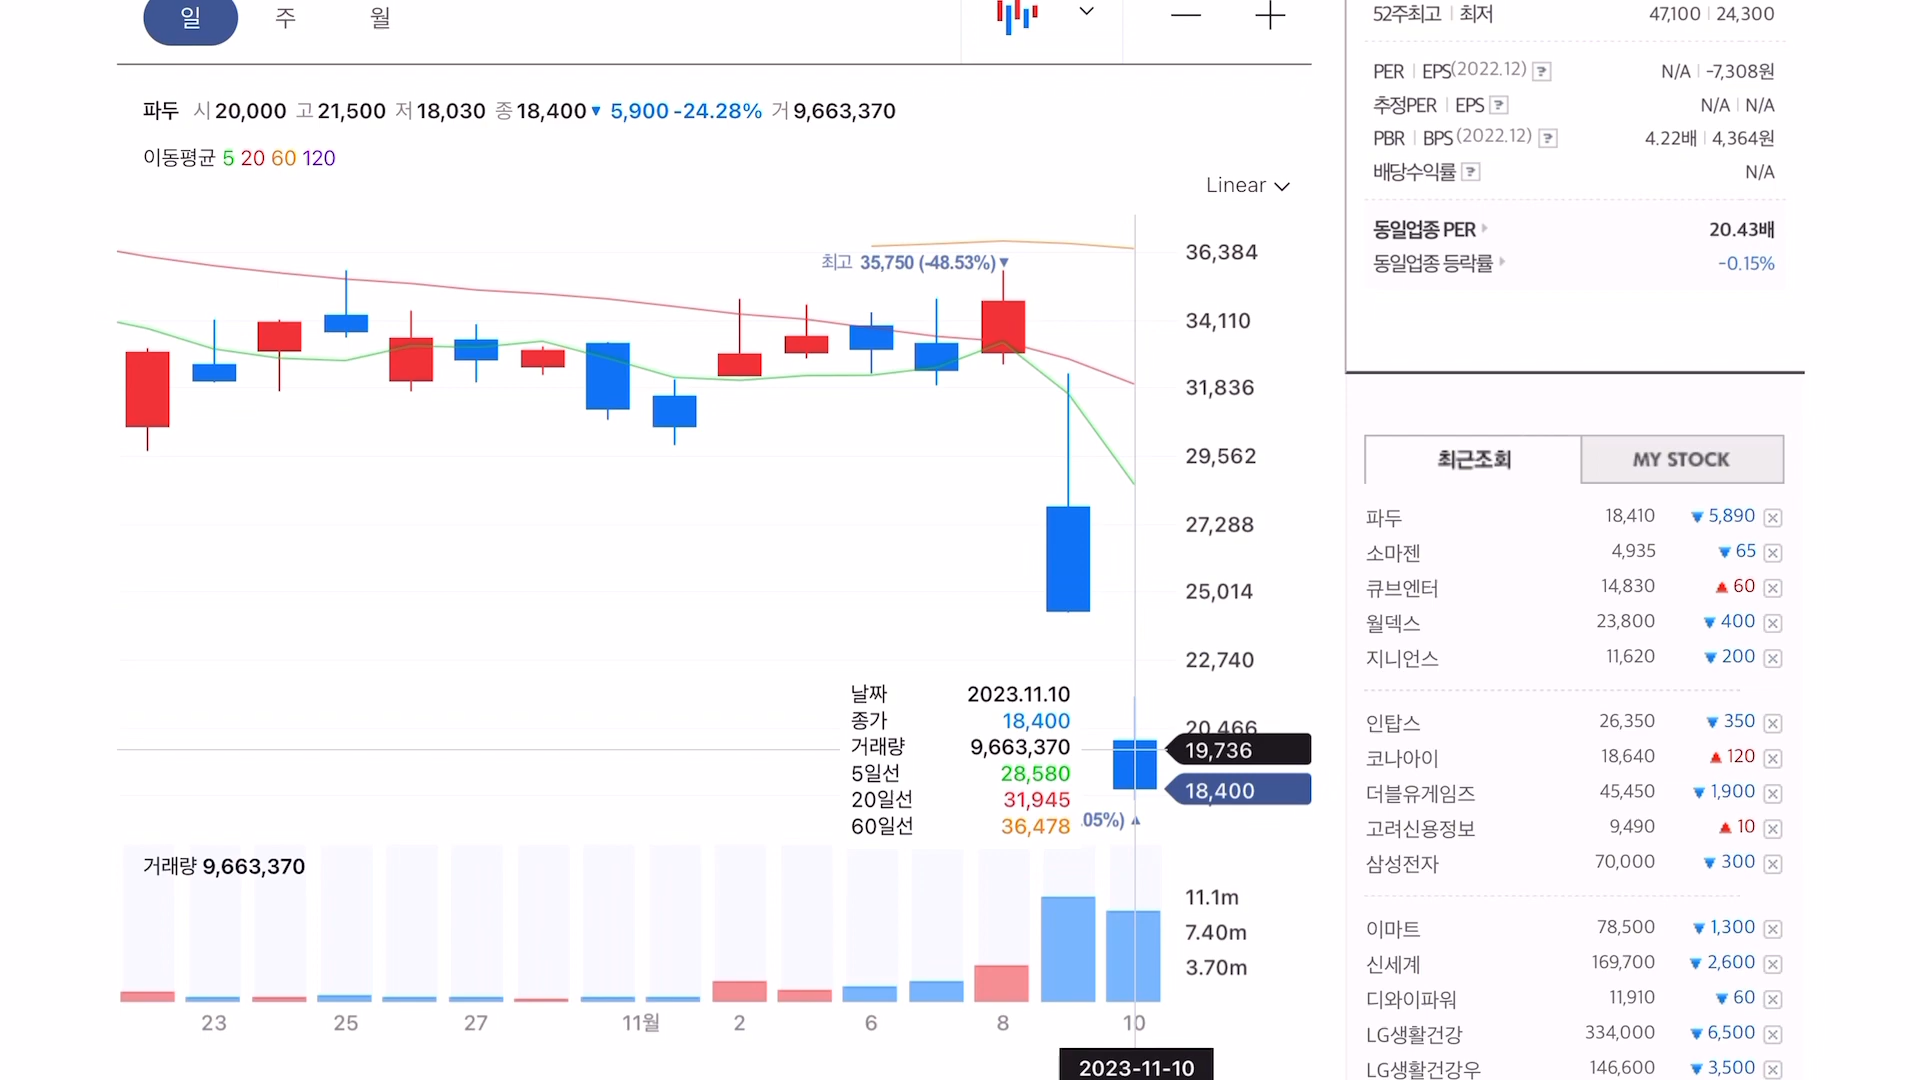 일 주 월
파두 시 20,000 고 21,500 저 18,030 종 18,400 ▼ 5,900 -24.28% 거 9,663,370
이동평균 5 20 60 120
Linear
최고 35,750 (-48.53%) ▼
36,384
34,110
31,836
29,562
27,288
25,014
22,740
20,466
19,736
18,400
날짜 2023.11.10
종가 18,400
거래량 9,663,370
5일선 28,580
20일선 31,945
60일선 36,478
05%) ▲
거래량 9,663,370
11.1m
7.40m
3.70m
23 25 27 11월 2 6 8 10
2023-11-10
52주최고 | 최저 47,100 | 24,300
PER | EPS(2022.12) ? N/A | -7,308원
추정PER | EPS ? N/A | N/A
PBR | BPS (2022.12) ? 4.22배 | 4,364원
배당수익률 ? N/A
동일업종 PER 20.43배
동일업종 등락률 -0.15%
최근조회 MY STOCK
파두 18,410 ▼ 5,890
소마젠 4,935 ▼ 65
큐브엔터 14,830 ▲ 60
월덱스 23,800 ▼ 400
지니언스 11,620 ▼ 200
인탑스 26,350 ▼ 350
코나아이 18,640 ▲ 120
더블유게임즈 45,450 ▼ 1,900
고려신용정보 9,490 ▲ 10
삼성전자 70,000 ▼ 300
이마트 78,500 ▼ 1,300
신세계 169,700 ▼ 2,600
디와이파워 11,910 ▼ 60
LG생활건강 334,000 ▼ 6,500
LG생활건강우 146,600 ▼ 3,500